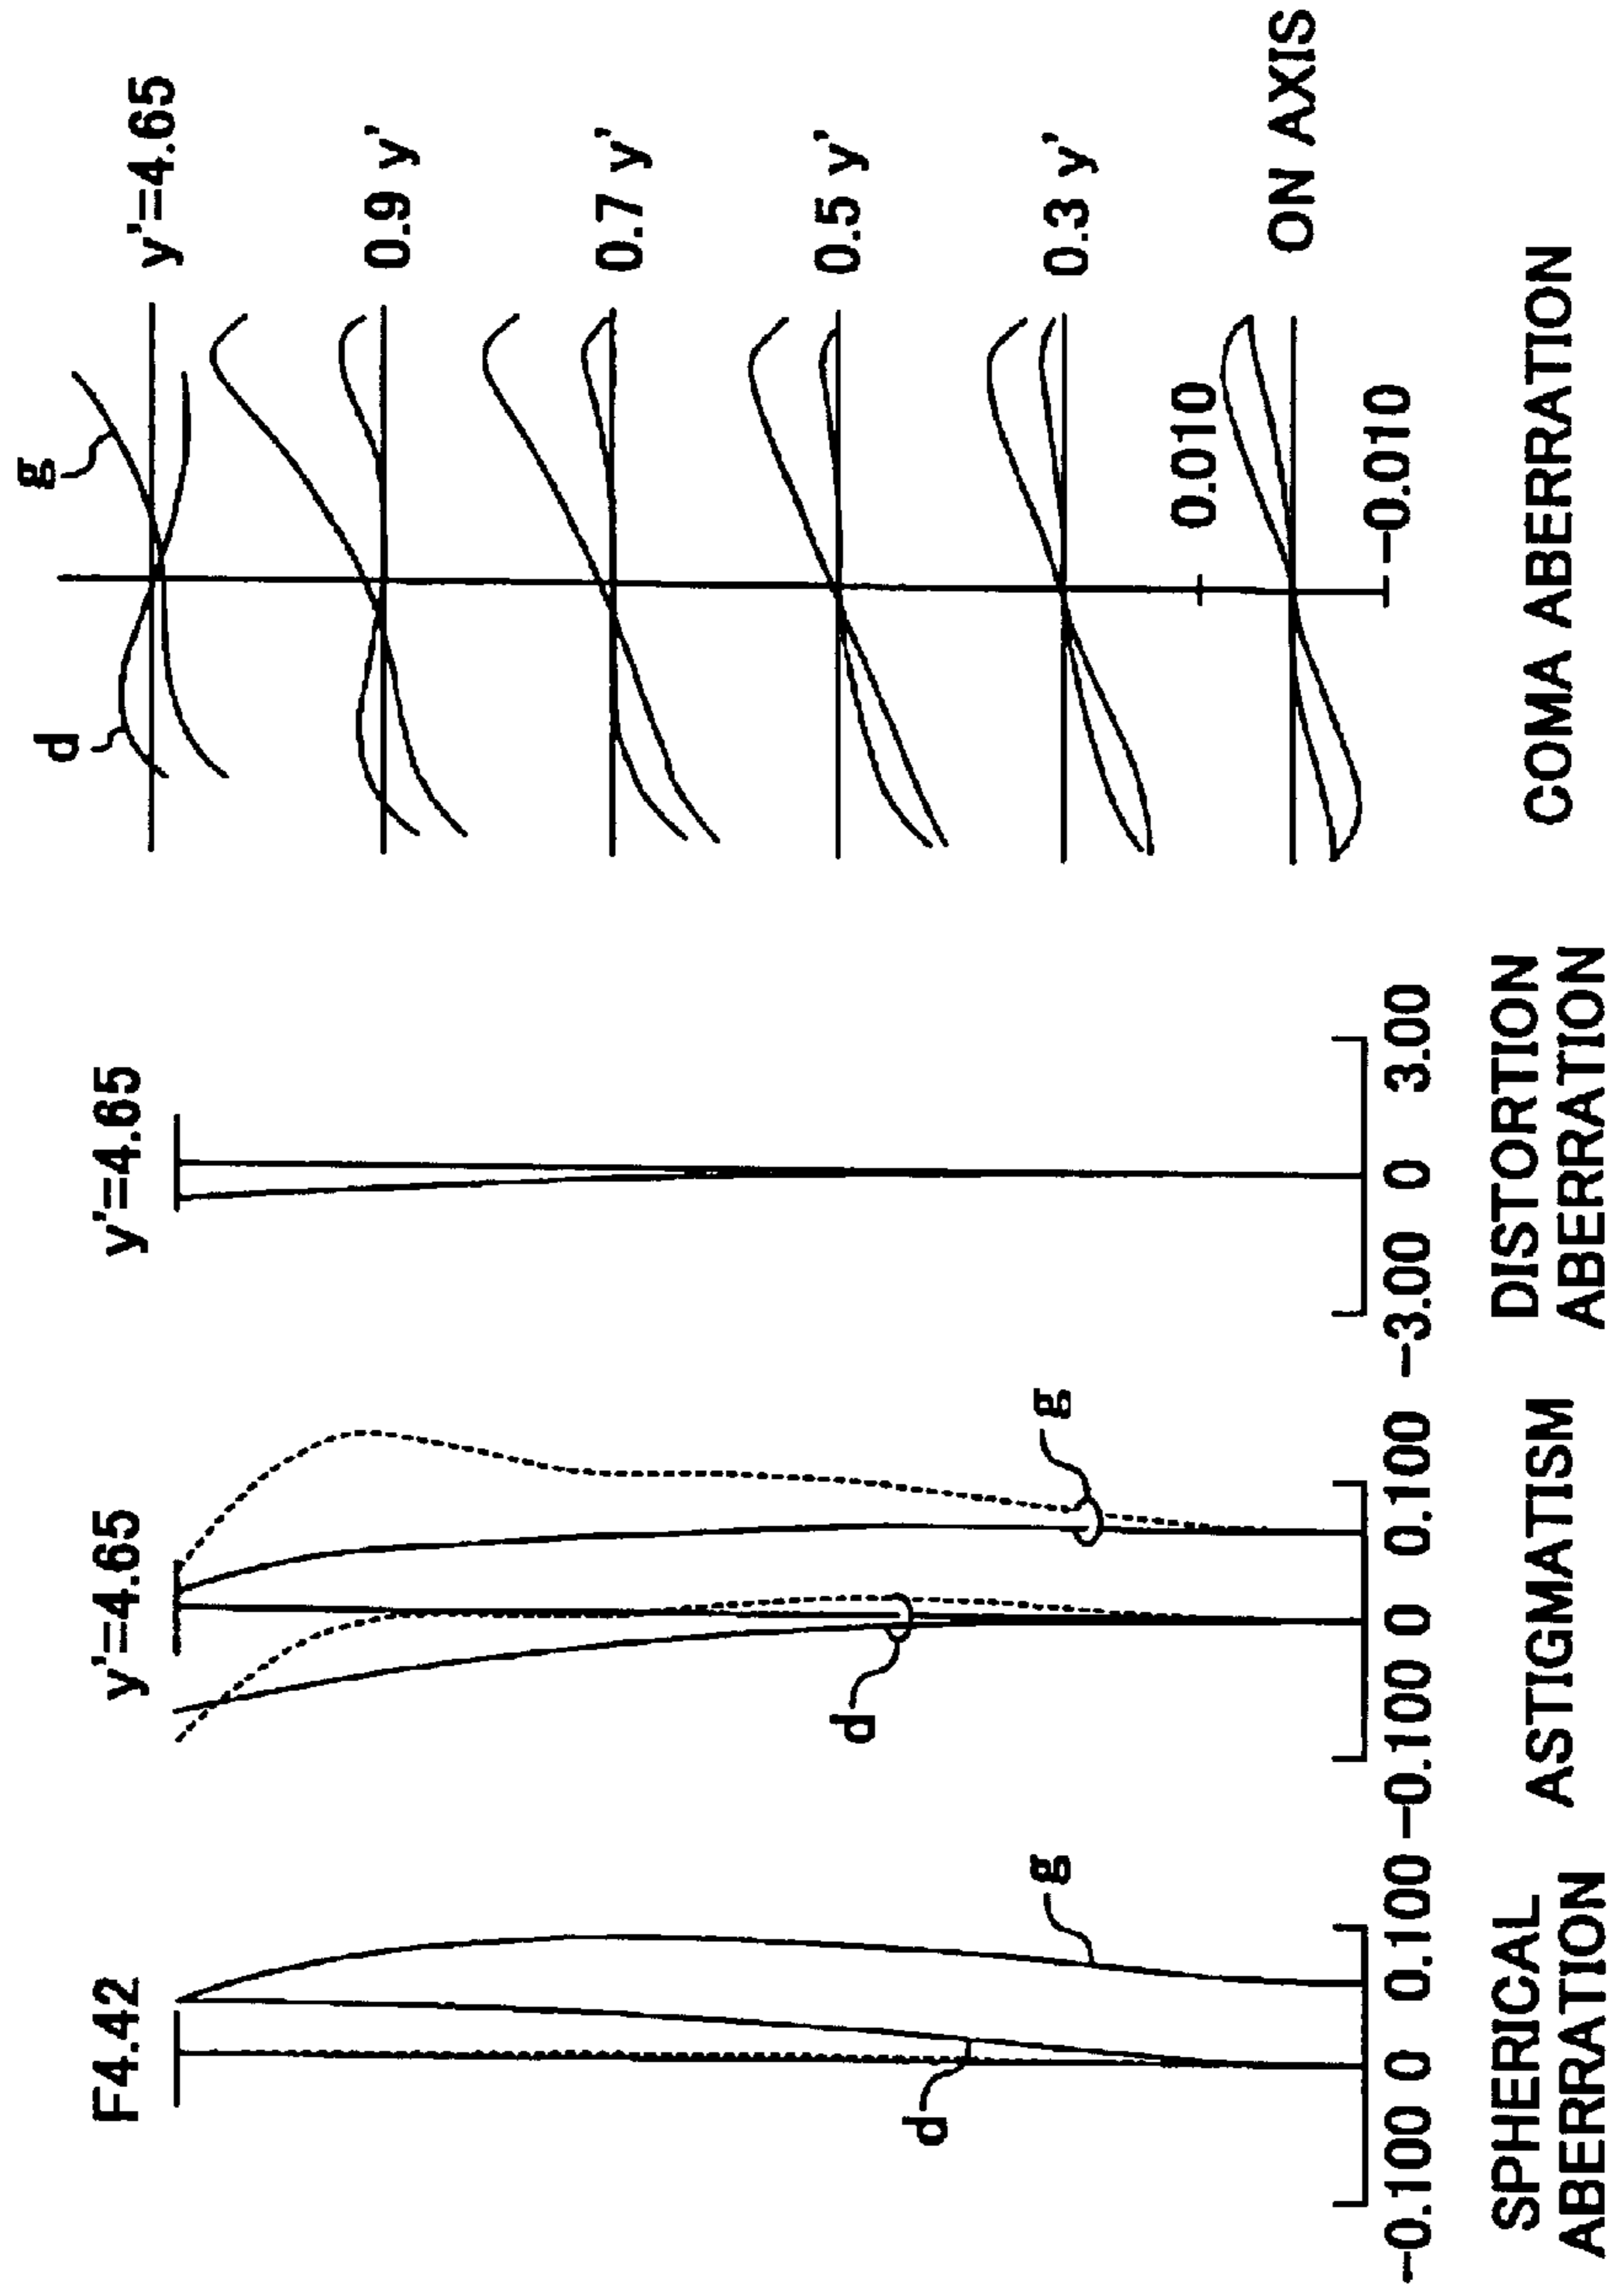 F4.42
g
d
-0.100 0 0.100
SPHERICAL
ABERRATION
y'=4.65
g
d
-0.100 0 0.100
ASTIGMATISM
y'=4.65
-3.00 0 3.00
DISTORTION
ABERRATION
g
d
y'=4.65
0.9 y'
0.7 y'
0.5 y'
0.3 y'
0.010
ON AXIS
-0.010
COMA ABERRATION